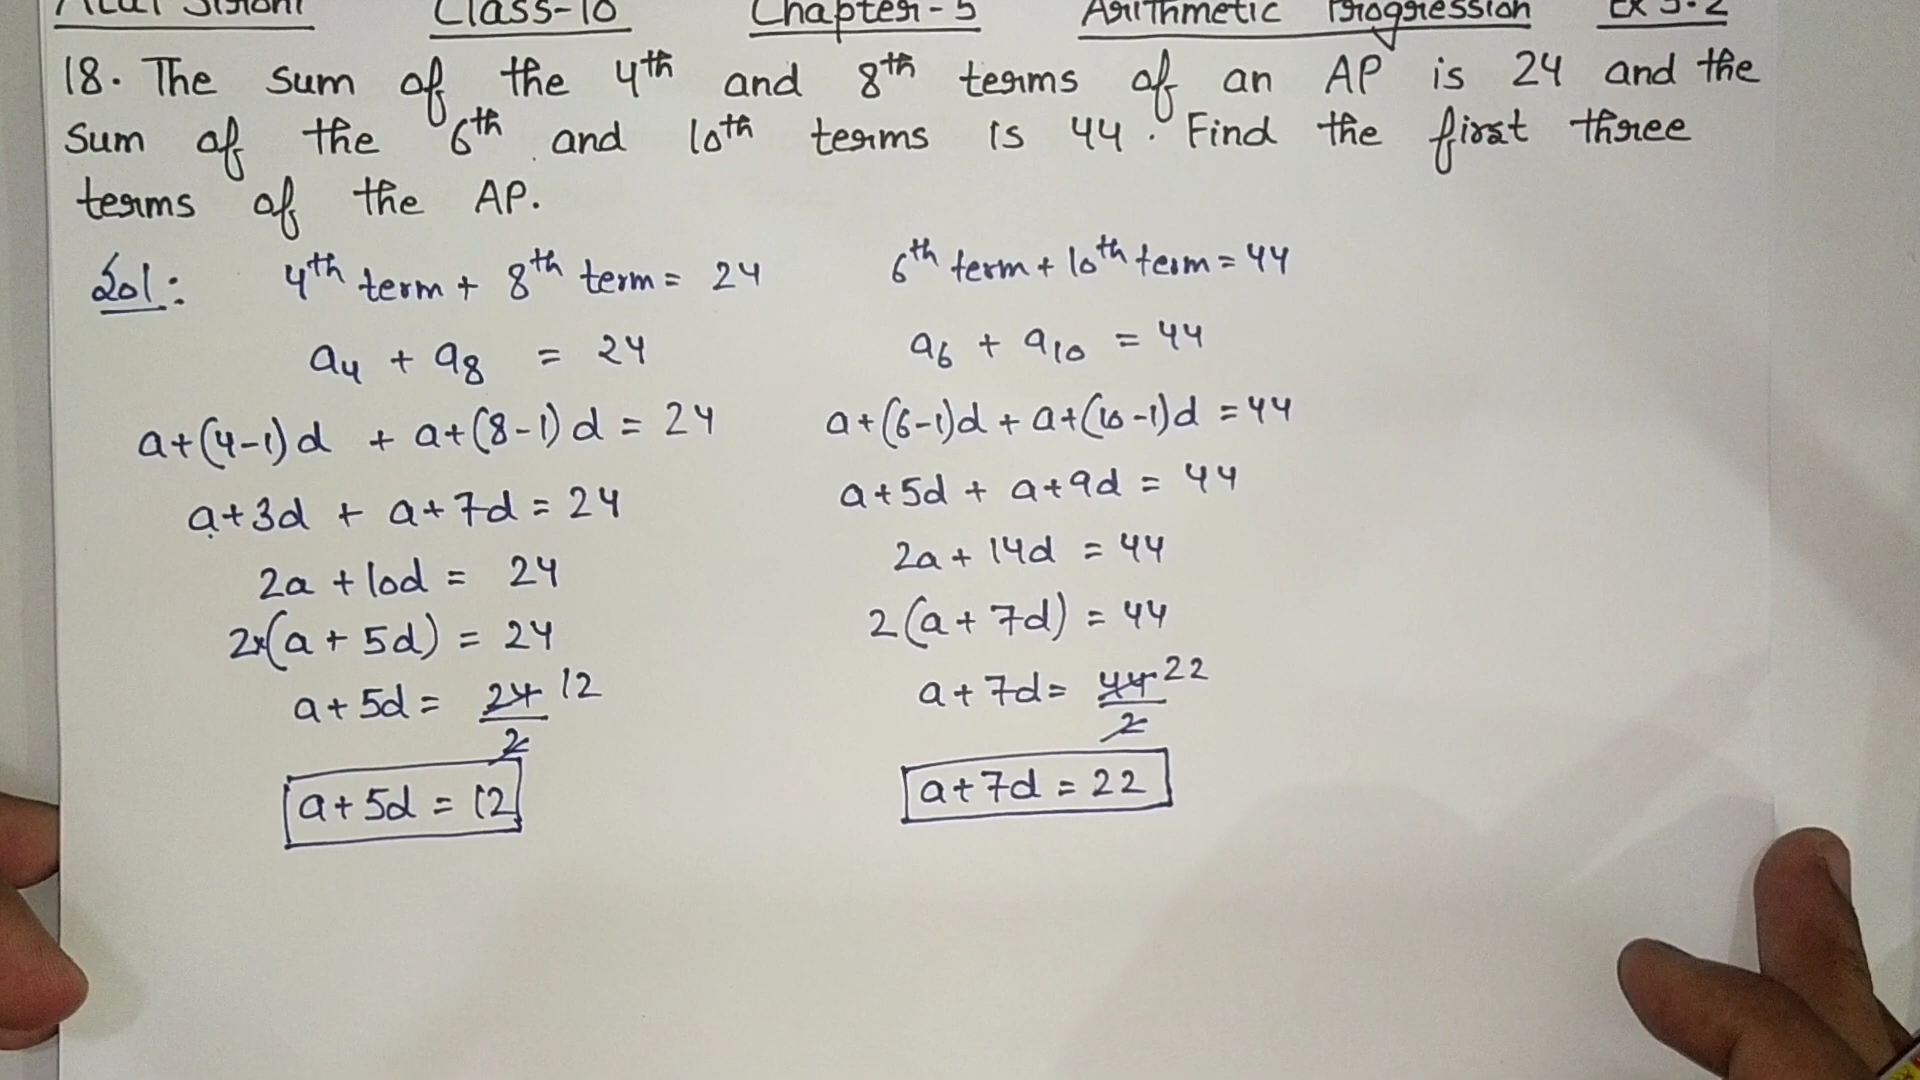 Class-10 Chapter-5 Arithmetic Progression Ex 5.2
18. The sum of the 4th and 8th terms of an AP is 24 and the
sum of the 6th and 10th terms is 44. Find the first three
terms of the AP.
Sol: 4th term + 8th term = 24
a4 + a8 = 24
a+(4-1)d + a+(8-1)d = 24
a+3d + a+7d = 24
2a + 10d = 24
2×(a + 5d) = 24
a + 5d = 24/2 12
a+ 5d = 12
6th term + 10th term = 44
a6 + a10 = 44
a+(6-1)d + a+(10-1)d = 44
a+5d + a+9d = 44
2a + 14d = 44
2(a + 7d) = 44
a + 7d = 44/2 22
a+7d = 22